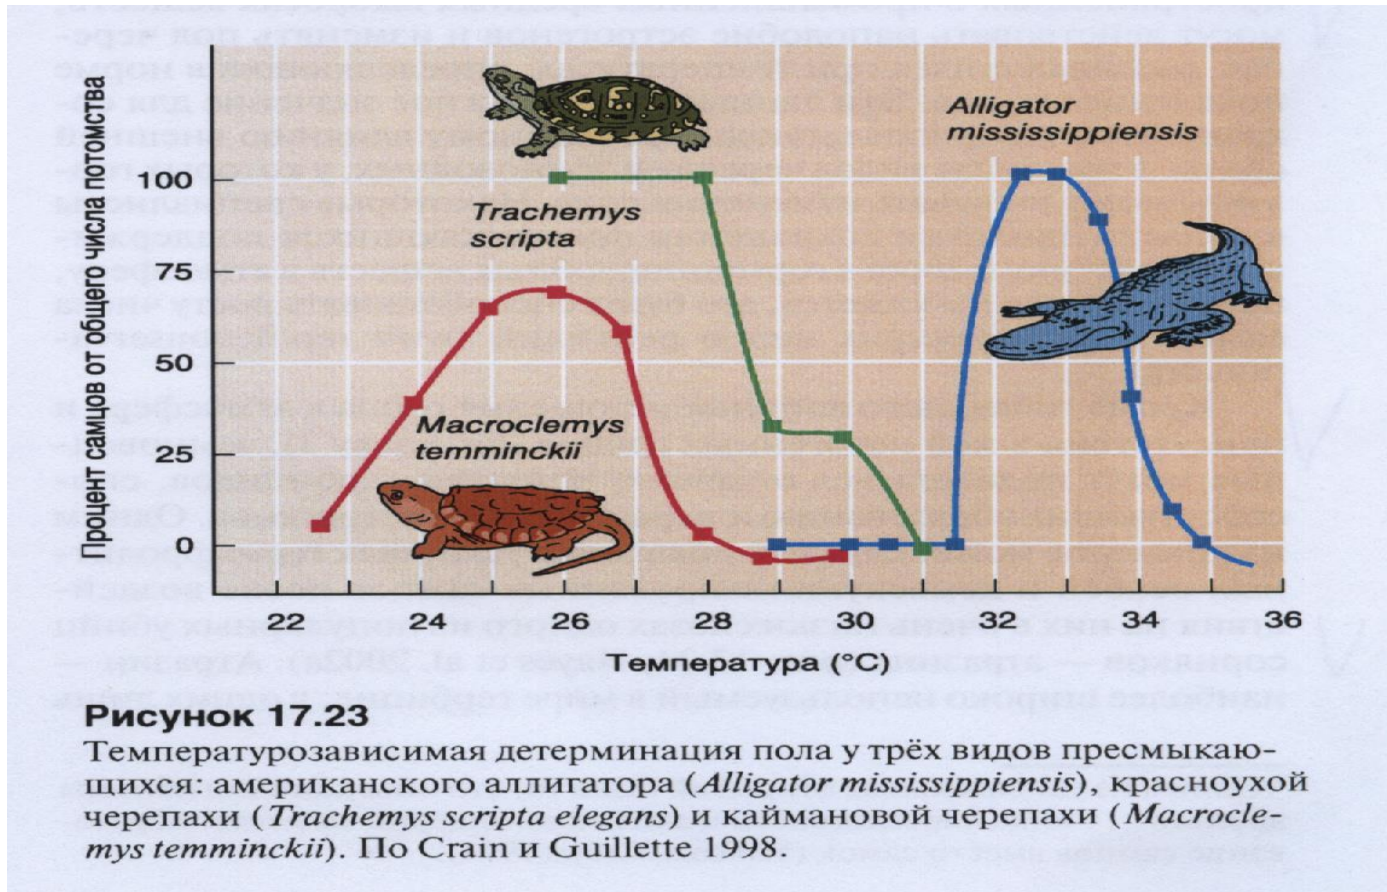 Процент самцов от общего числа потомства
100
75
50
25
0
Trachemys
scripta
Alligator
mississippiensis
Macroclemys
temminckii
22 24 26 28 30 32 34 36
Температура (°C)
Рисунок 17.23
Температурозависимая детерминация пола у трёх видов пресмыкаю-
щихся американского аллигатора (Alligator mississippiensis), красноухой
черепахи (Trachemys scripta elegans) и каймановой черепахи (Macrocle-
mys temminckii). По Crain и Guillette, 1998.